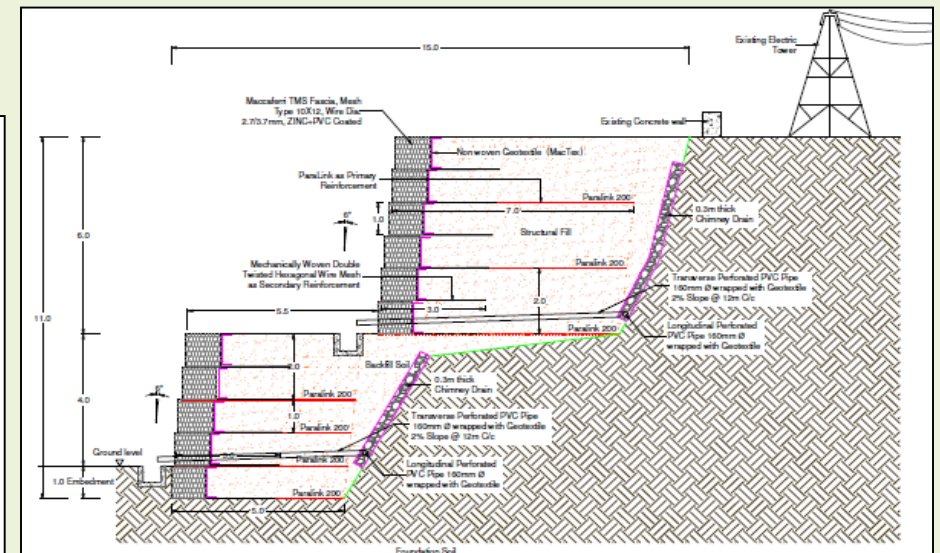 15.0
Existing Electric
Tower
Maccaferri TMS Fascia, Mesh
Type 10X12, Wire Dia:
2.7/3.7mm, ZINC+PVC Coated
Existing Concrete wall
Nonwoven Geotextile (MacTex)
ParaLink as Primary
Reinforcement
Paralink 200
7.0
1.0
6.0
6°
0.3m thick
Chimney Drain
Structural Fill
Mechanically Woven Double
Twisted Hexagonal Wire Mesh
as Secondary Reinforcement
Paralink 200
2.0
Transverse Perforated PVC Pipe
160mm Ø wrapped with Geotextile
2% Slope @ 12m C/c
3.0
5.5
11.0
Paralink 200
Longitudinal Perforated
PVC Pipe 160mm Ø
wrapped with Geotextile
Backfill Soil
2.0
0.3m thick
Chimney Drain
4.0
6°
Paralink 200
1.0
Transverse Perforated PVC Pipe
160mm Ø wrapped with Geotextile
2% Slope @ 12m C/c
Paralink 200
Ground level
Paralink 200
Longitudinal Perforated
PVC Pipe 160mm Ø
wrapped with Geotextile
1.0 Embedment
Paralink 200
5.0
Foundation Soil